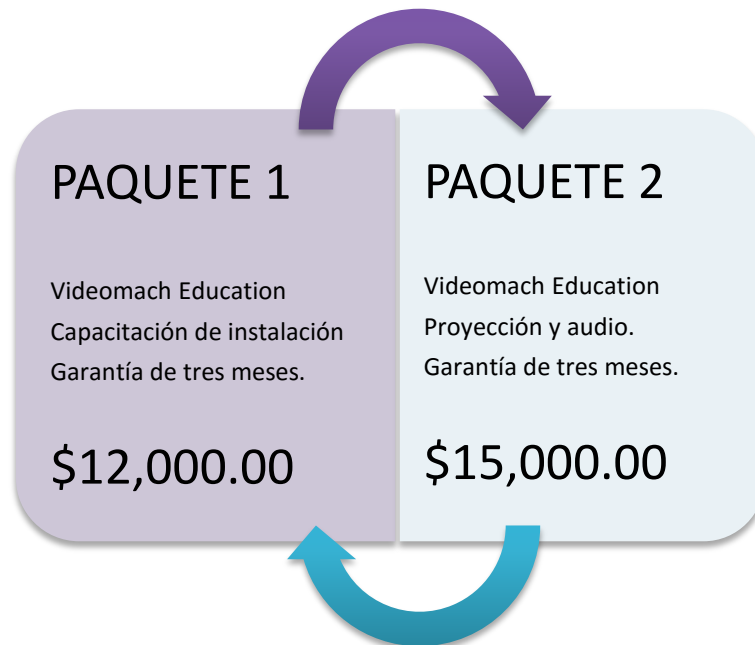 PAQUETE 1
Videomach Education
Capacitación de instalación
Garantía de tres meses.
$12,000.00
PAQUETE 2
Videomach Education
Proyección y audio.
Garantía de tres meses.
$15,000.00